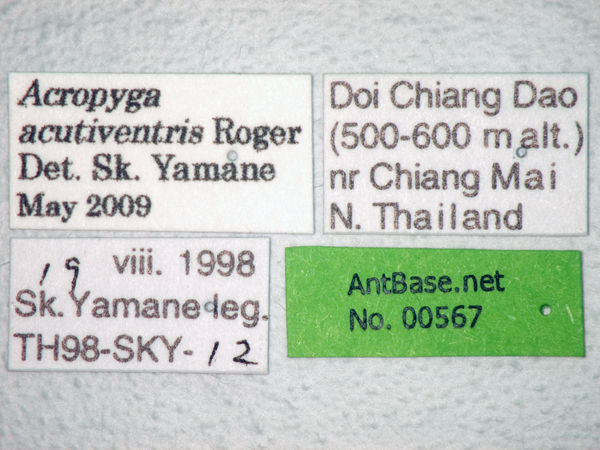 Acropyga
acutiventris Roger
Det. Sk. Yamane
May 2009
Doi Chiang Dao
(500-600 m alt.)
nr Chiang Mai
N. Thailand
19 viii. 1998
Sk. Yamane leg.
TH98-SKY-12
AntBase.net
No. 00567